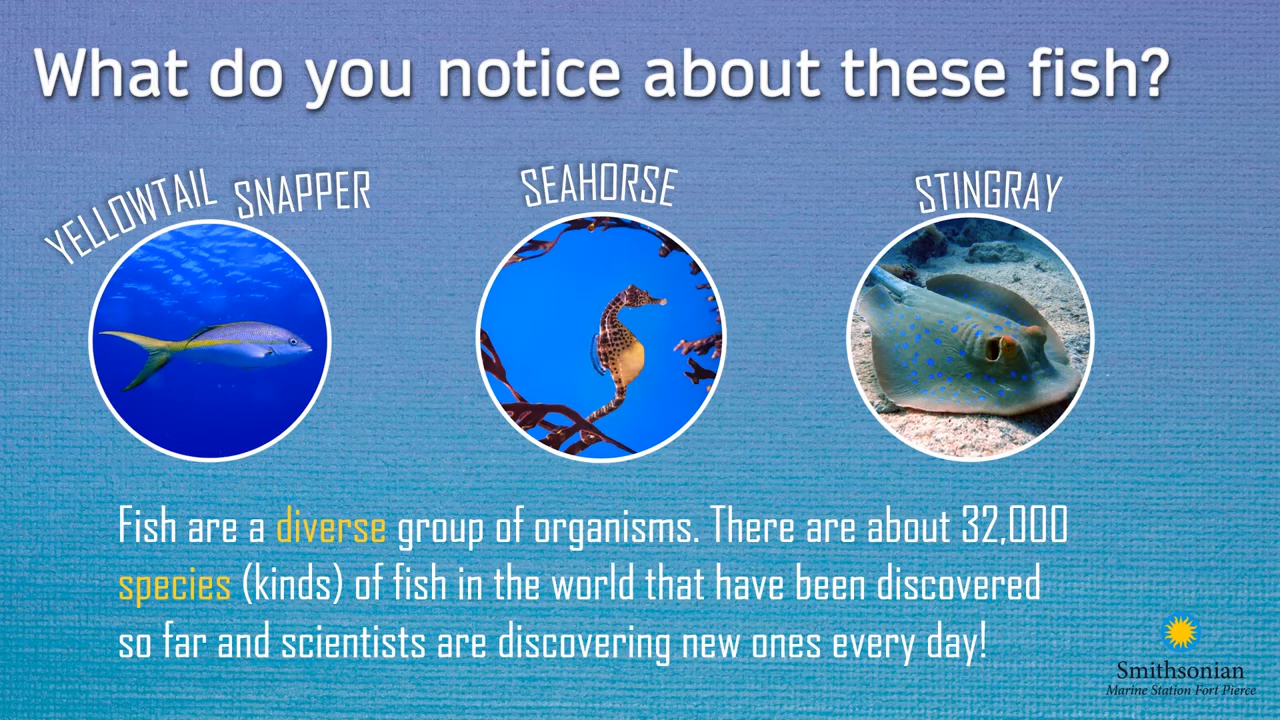 What do you notice about these fish?
YELLOWTAIL SNAPPER
SEAHORSE
STINGRAY
Fish are a diverse group of organisms. There are about 32,000
species (kinds) of fish in the world that have been discovered
so far and scientists are discovering new ones every day!
Smithsonian
Marine Station Fort Pierce